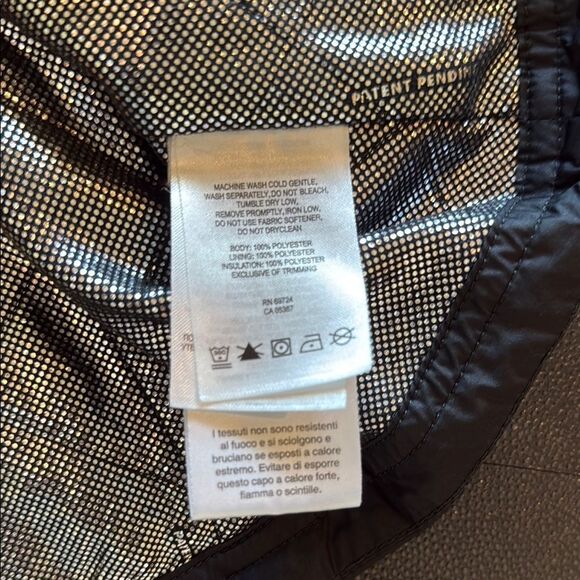 PATENT PENDIN
MACHINE WASH COLD GENTLE,
WASH SEPARATELY, DO NOT BLEACH,
TUMBLE DRY LOW,
REMOVE PROMPTLY, IRON LOW,
DO NOT USE FABRIC SOFTENER,
DO NOT DRYCLEAN
BODY: 100% POLYESTER
LINING: 100% POLYESTER
INSULATION: 100% POLYESTER
EXCLUSIVE OF TRIMMING
RN 69724
CA 05367
I tessuti non sono resistenti
al fuoco e si sciolgono e
bruciano se esposti a calore
estremo. Evitare di esporre
questo capo a calore forte,
fiamma o scintille.